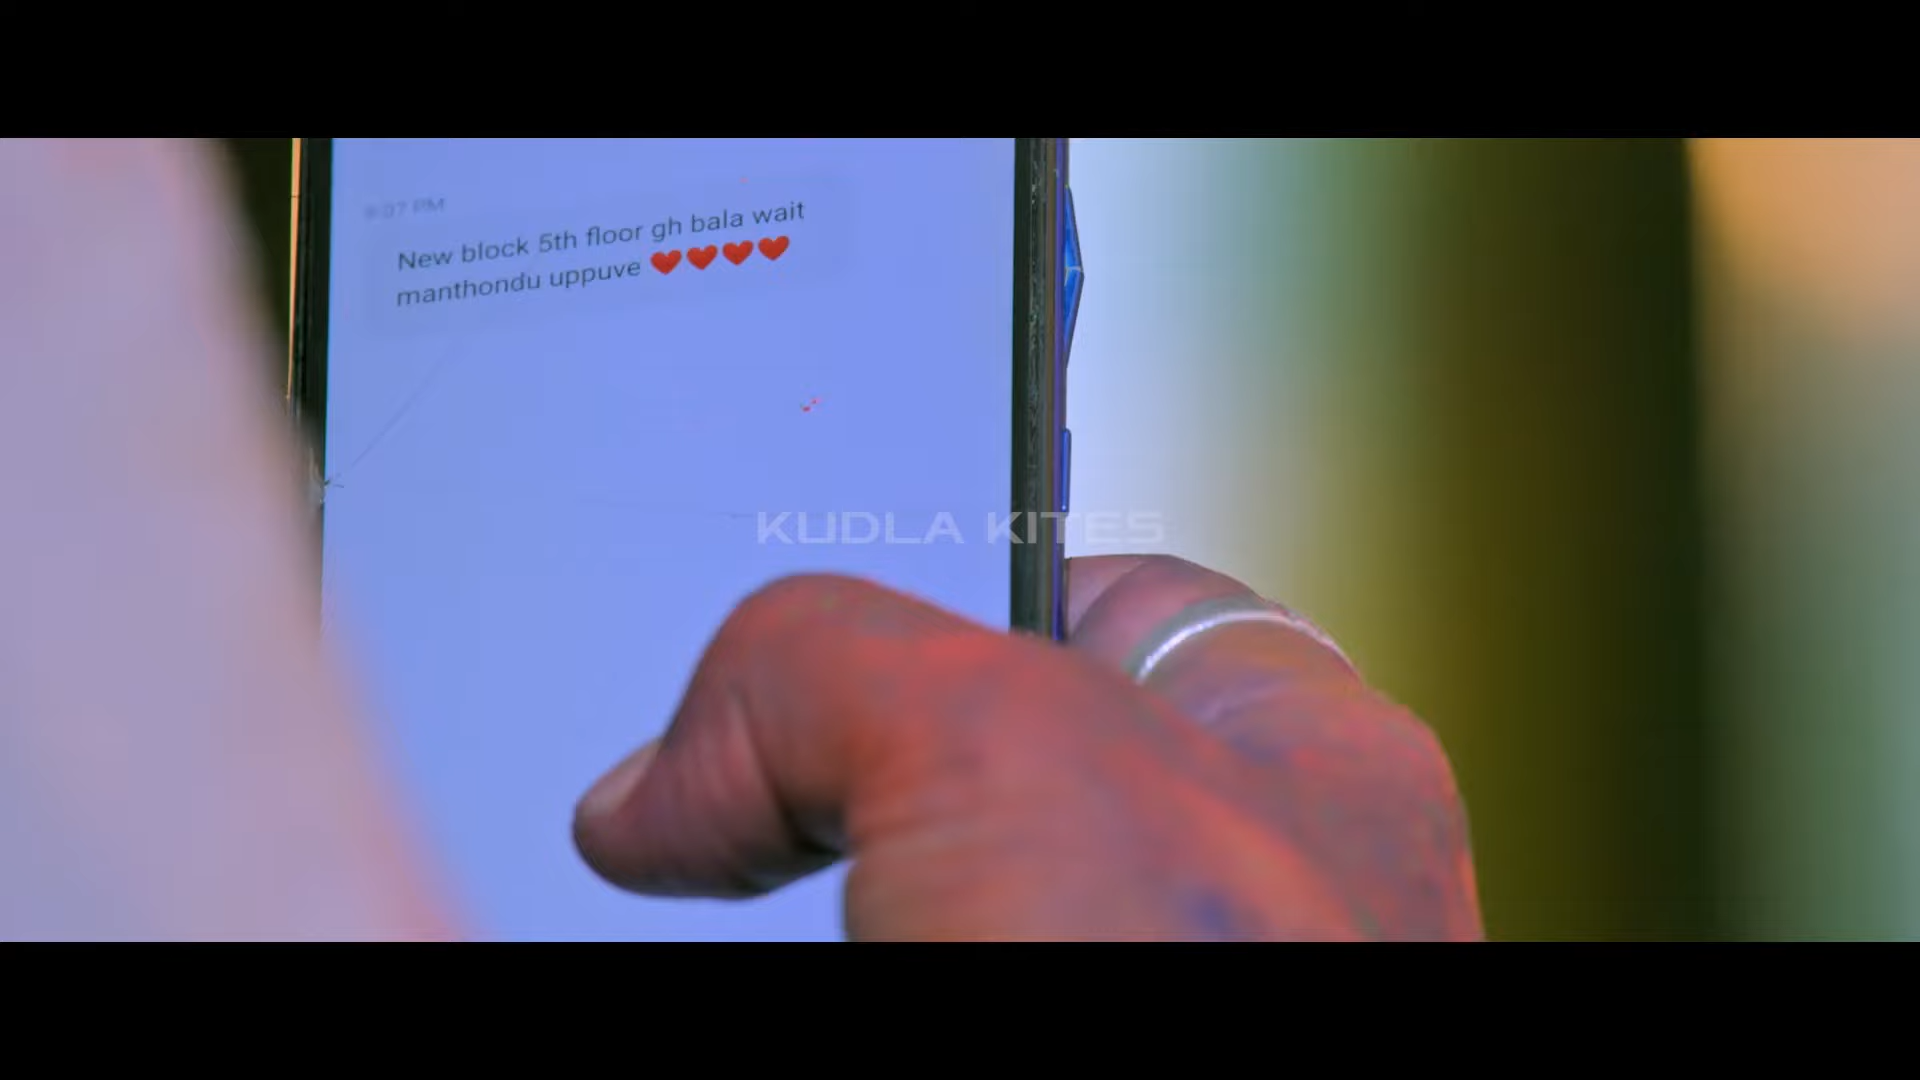 New block 5th floor gh bala wait
manthondu uppuve ❤️❤️❤️❤️
KUDLA KITES